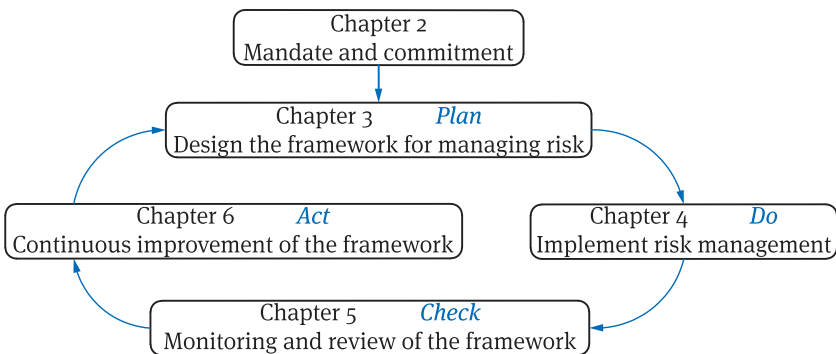 Chapter 2
Mandate and commitment
Chapter 3 Plan
Design the framework for managing risk
Chapter 6 Act
Continuous improvement of the framework
Chapter 4 Do
Implement risk management
Chapter 5 Check
Monitoring and review of the framework